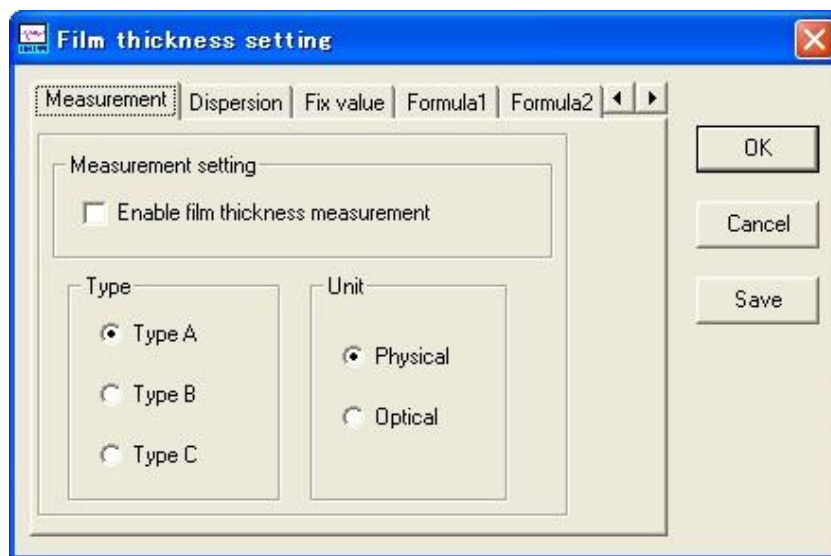 Film thickness setting
Measurement Dispersion Fix value Formula1 Formula2
Measurement setting
Enable film thickness measurement
Type
Type A
Type B
Type C
Unit
Physical
Optical
OK
Cancel
Save